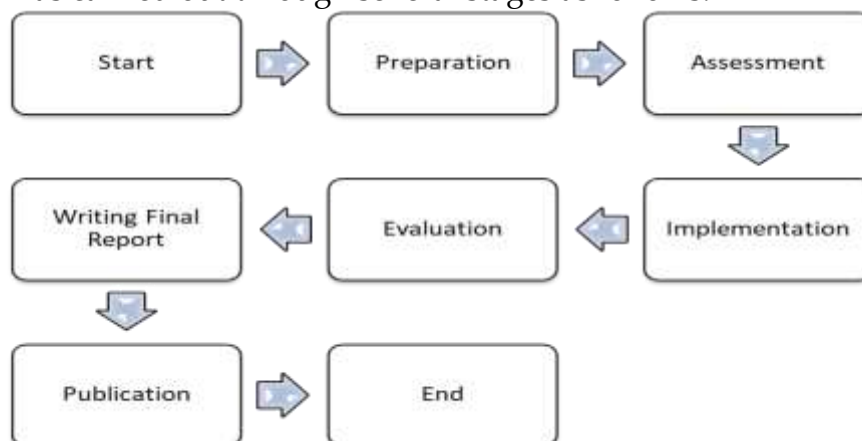 Start
Preparation
Assessment
Implementation
Evaluation
Writing Final
Report
Publication
End